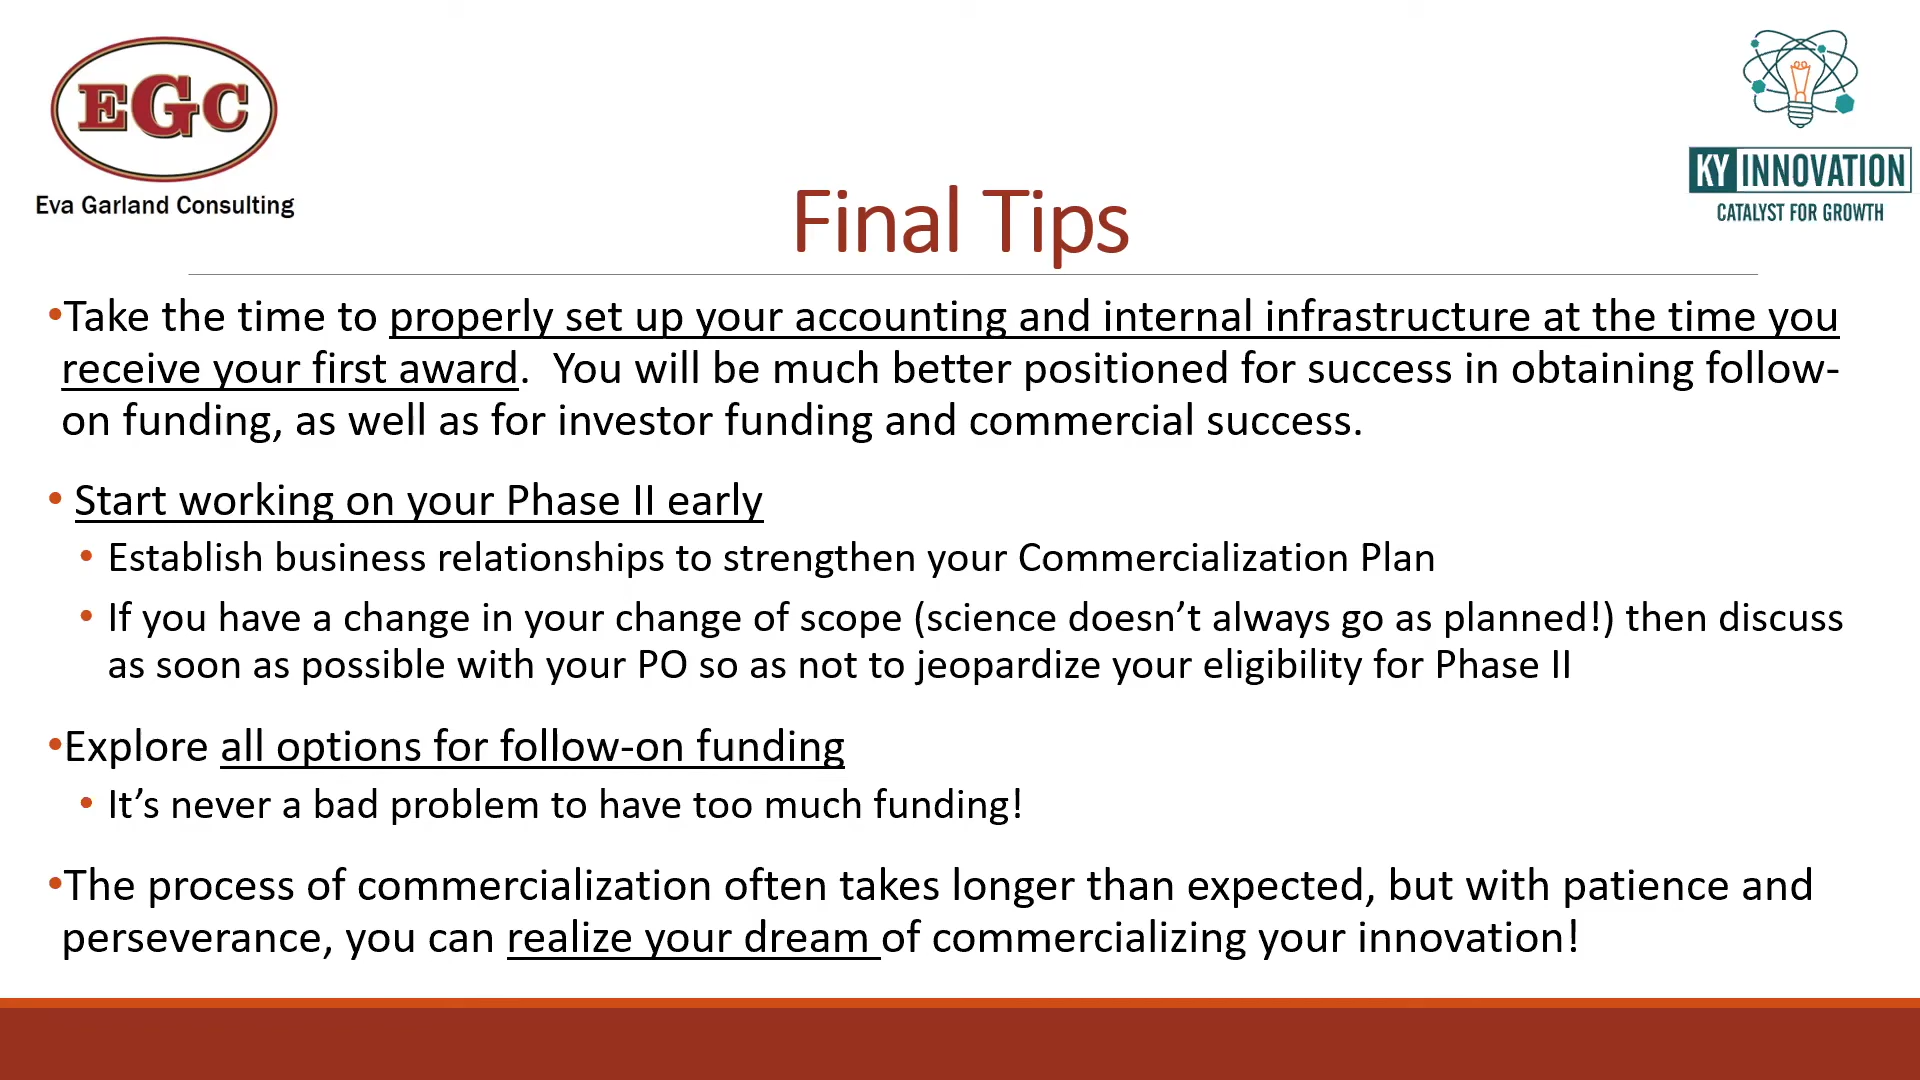 EGC
Eva Garland Consulting
KY INNOVATION
CATALYST FOR GROWTH
Final Tips
•Take the time to properly set up your accounting and internal infrastructure at the time you
receive your first award.  You will be much better positioned for success in obtaining follow-
on funding, as well as for investor funding and commercial success.
• Start working on your Phase II early
• Establish business relationships to strengthen your Commercialization Plan
• If you have a change in your change of scope (science doesn’t always go as planned!) then discuss
as soon as possible with your PO so as not to jeopardize your eligibility for Phase II
•Explore all options for follow-on funding
• It’s never a bad problem to have too much funding!
•The process of commercialization often takes longer than expected, but with patience and
perseverance, you can realize your dream of commercializing your innovation!